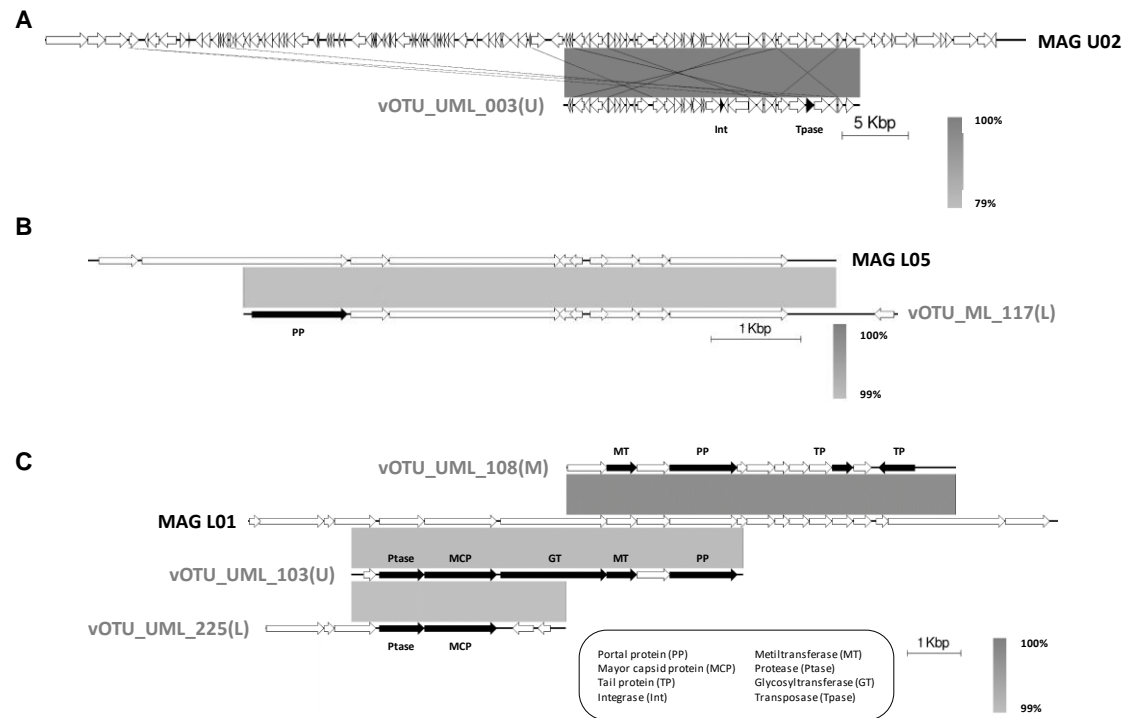 A
MAG U02
vOTU_UML_003(U)
Int
Tpase
5 Kbp
100%
79%
B
MAG L05
vOTU_ML_117(L)
PP
1 Kbp
100%
99%
C
MT
PP
TP
TP
vOTU_UML_108(M)
MAG L01
Ptase
MCP
GT
MT
PP
vOTU_UML_103(U)
vOTU_UML_225(L)
Ptase
MCP
Portal protein (PP)
Mayor capsid protein (MCP)
Tail protein (TP)
Integrase (Int)
Metiltransferase (MT)
Protease (Ptase)
Glycosyltransferase (GT)
Transposase (Tpase)
1 Kbp
100%
99%